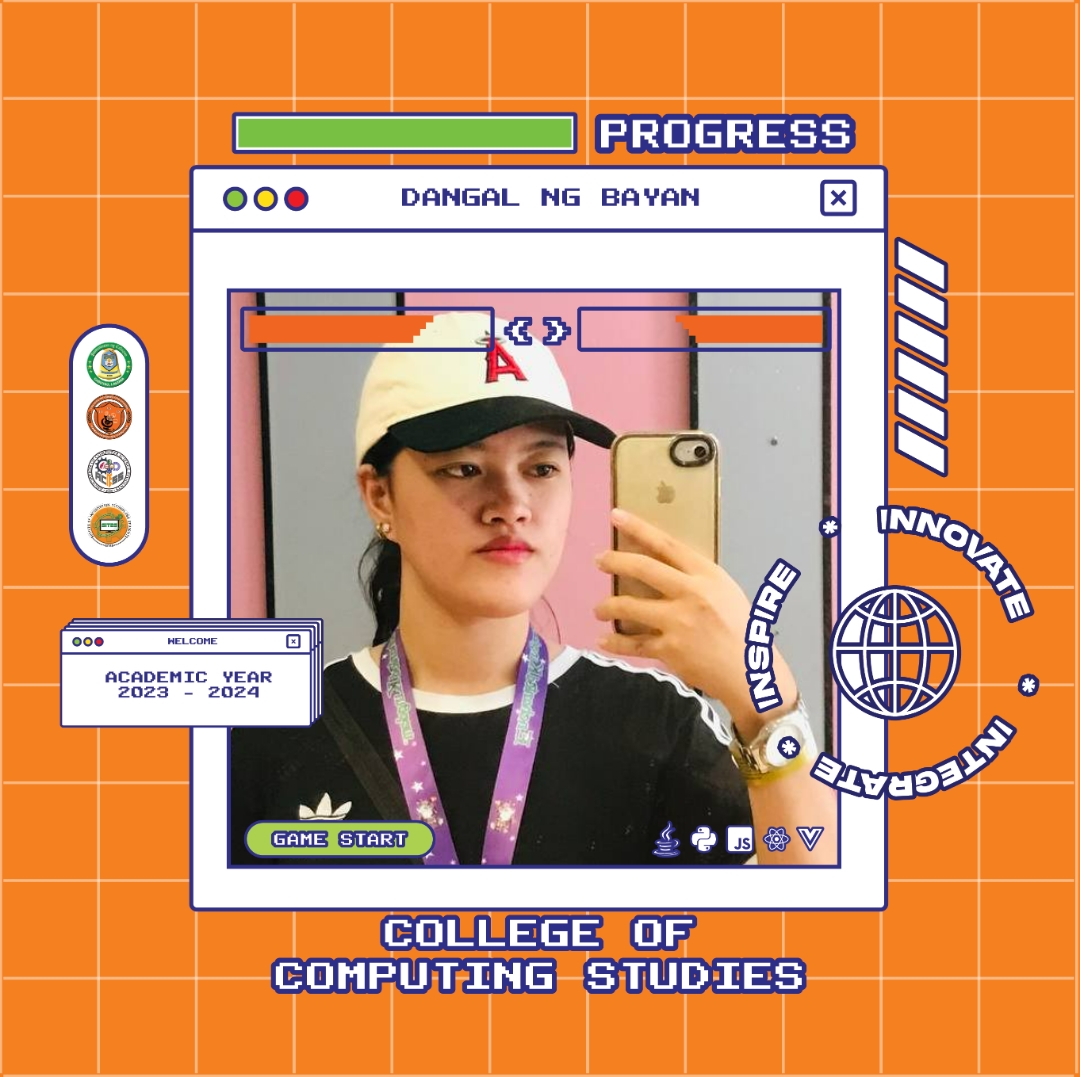 PROGRESS
DANGAL NG BAYAN
A
INNOVATE
INSPIRE
WELCOME
ACADEMIC YEAR
2023 - 2024
INTEGRATE
GAME START
JS
COLLEGE OF
COMPUTING STUDIES